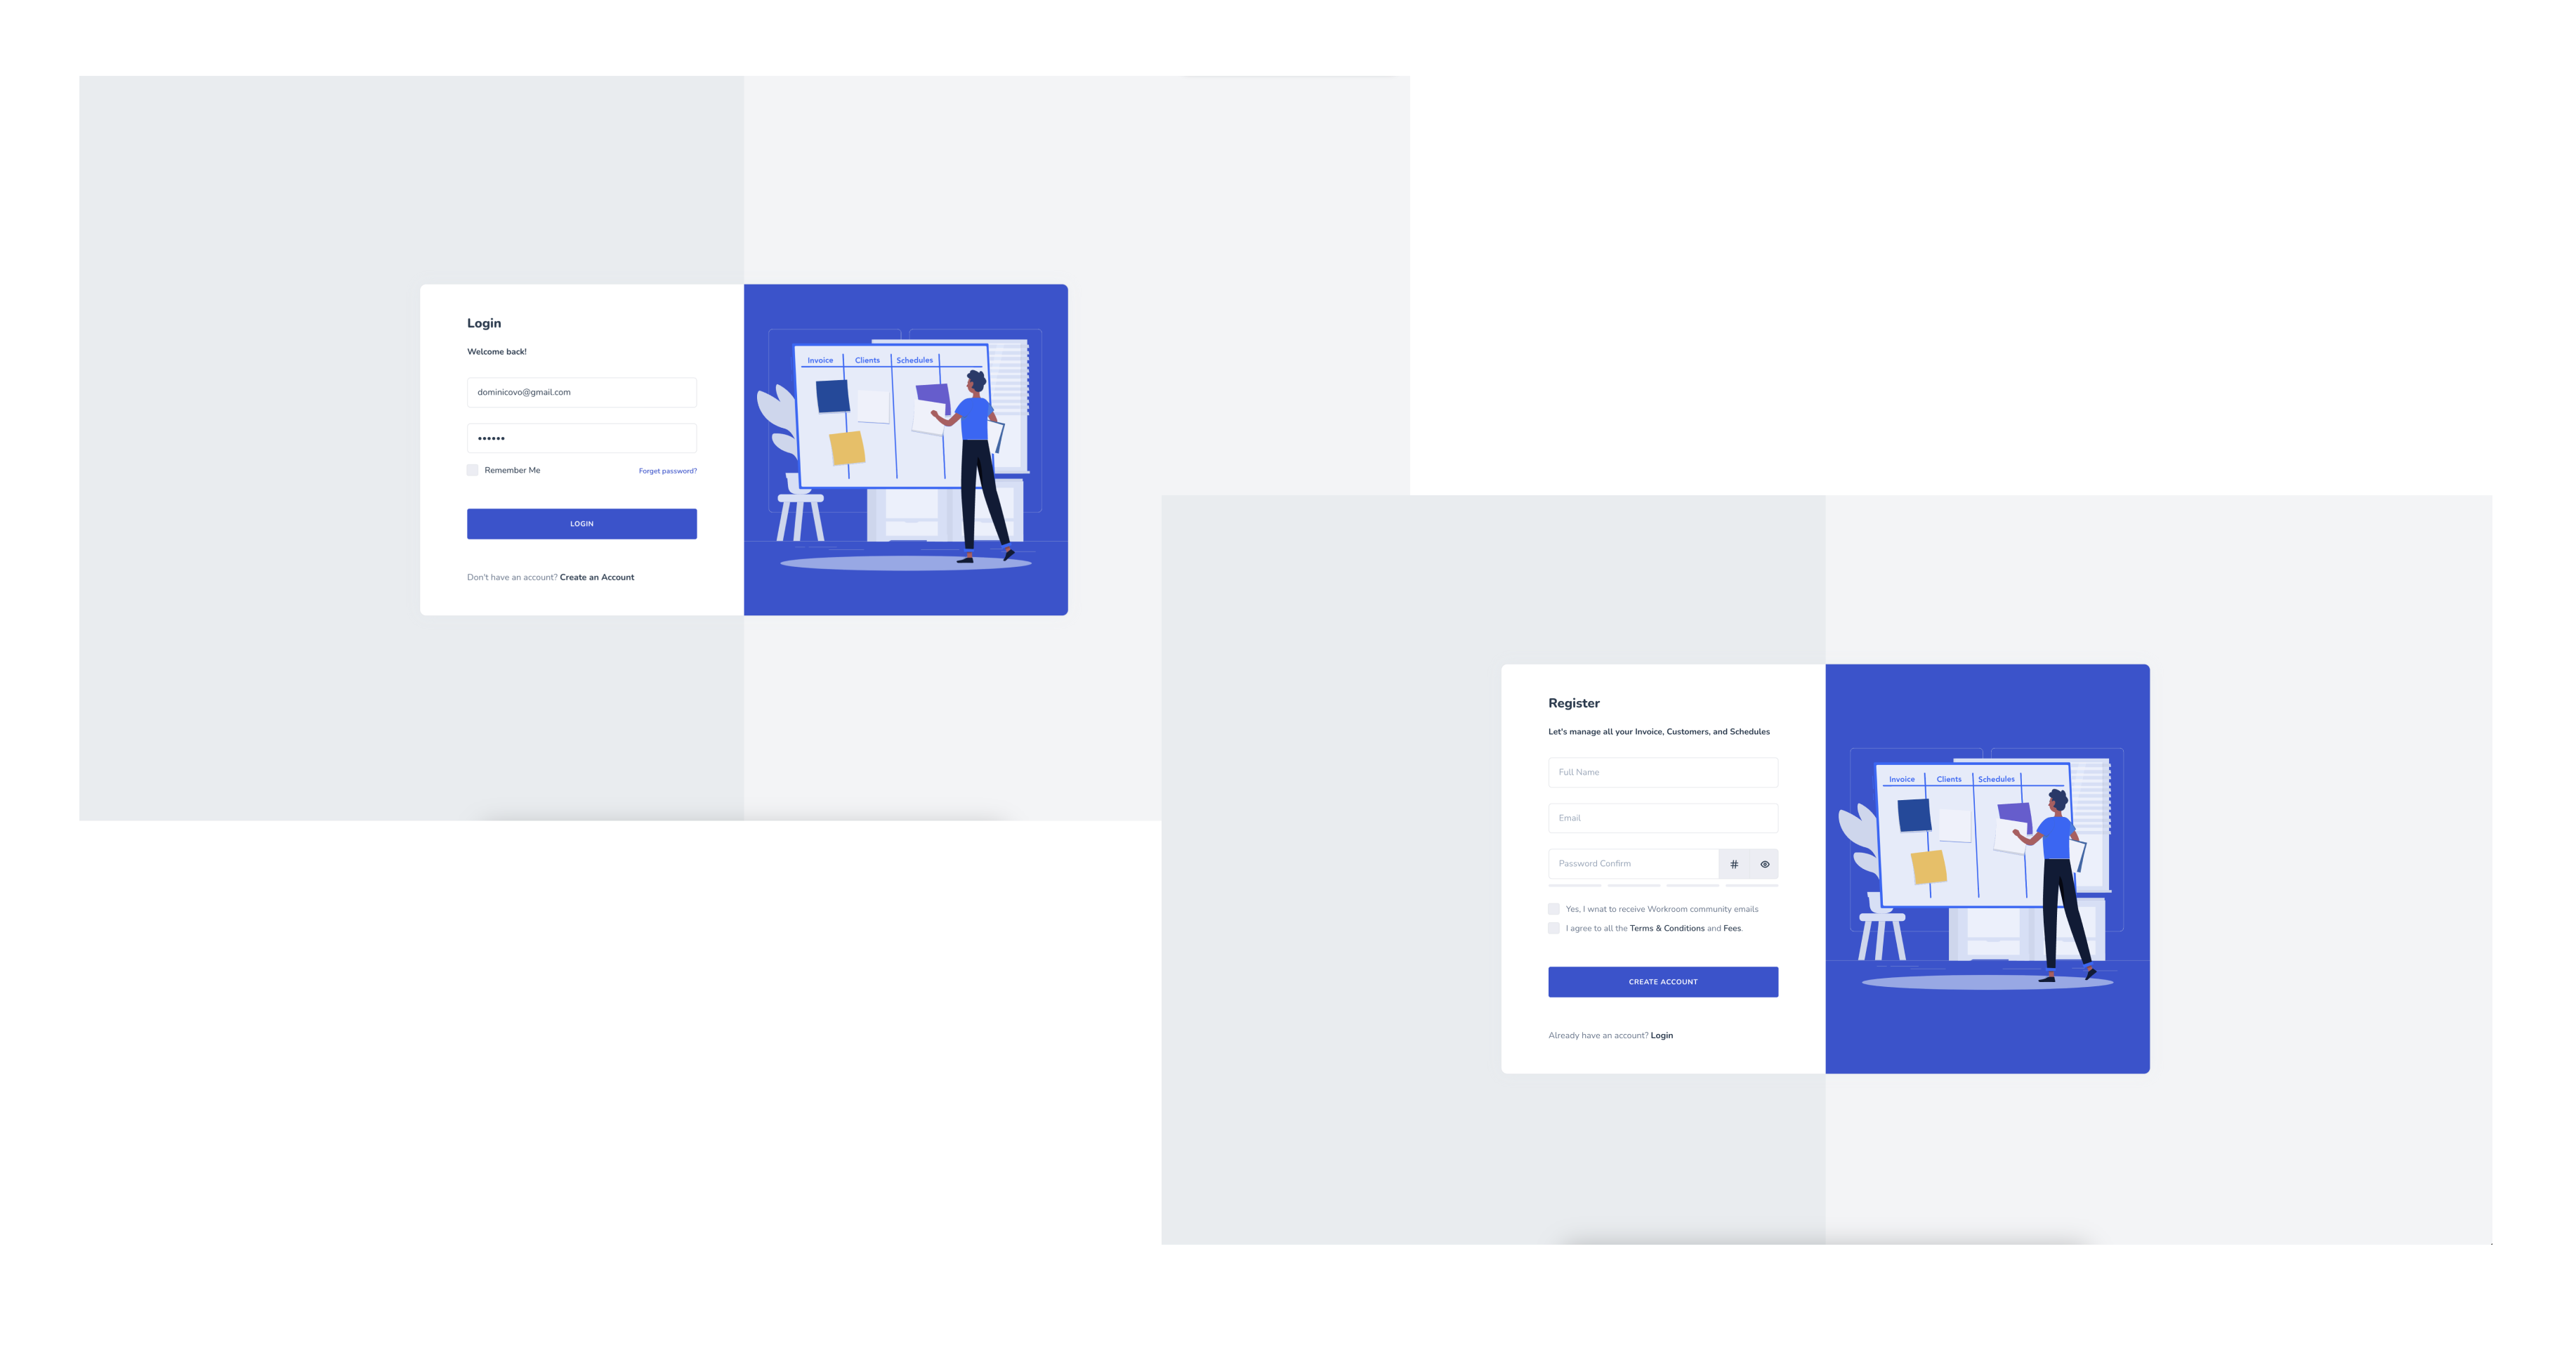 Login
Welcome back!
dominicovo@gmail.com
••••••
Remember Me
Forget password?
LOGIN
Don't have an account? Create an Account
Invoice Clients Schedules
Register
Let's manage all your Invoice, Customers, and Schedules
Full Name
Email
Password Confirm #
Yes, I wnat to receive Workroom community emails
I agree to all the Terms & Conditions and Fees.
CREATE ACCOUNT
Already have an account? Login
Invoice Clients Schedules